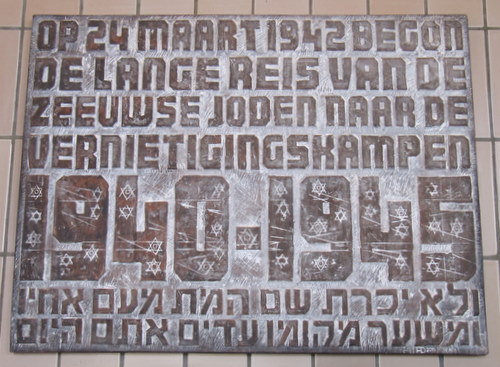 OP 24 MAART 1942 BEGON
DE LANGE REIS VAN DE
ZEEUWSE JODEN NAAR DE
VERNIETIGINGSKAMPEN
1940-1945
ולא יכרת שם המת מעם אחיו
ומשער מקומו עדים אתם היום